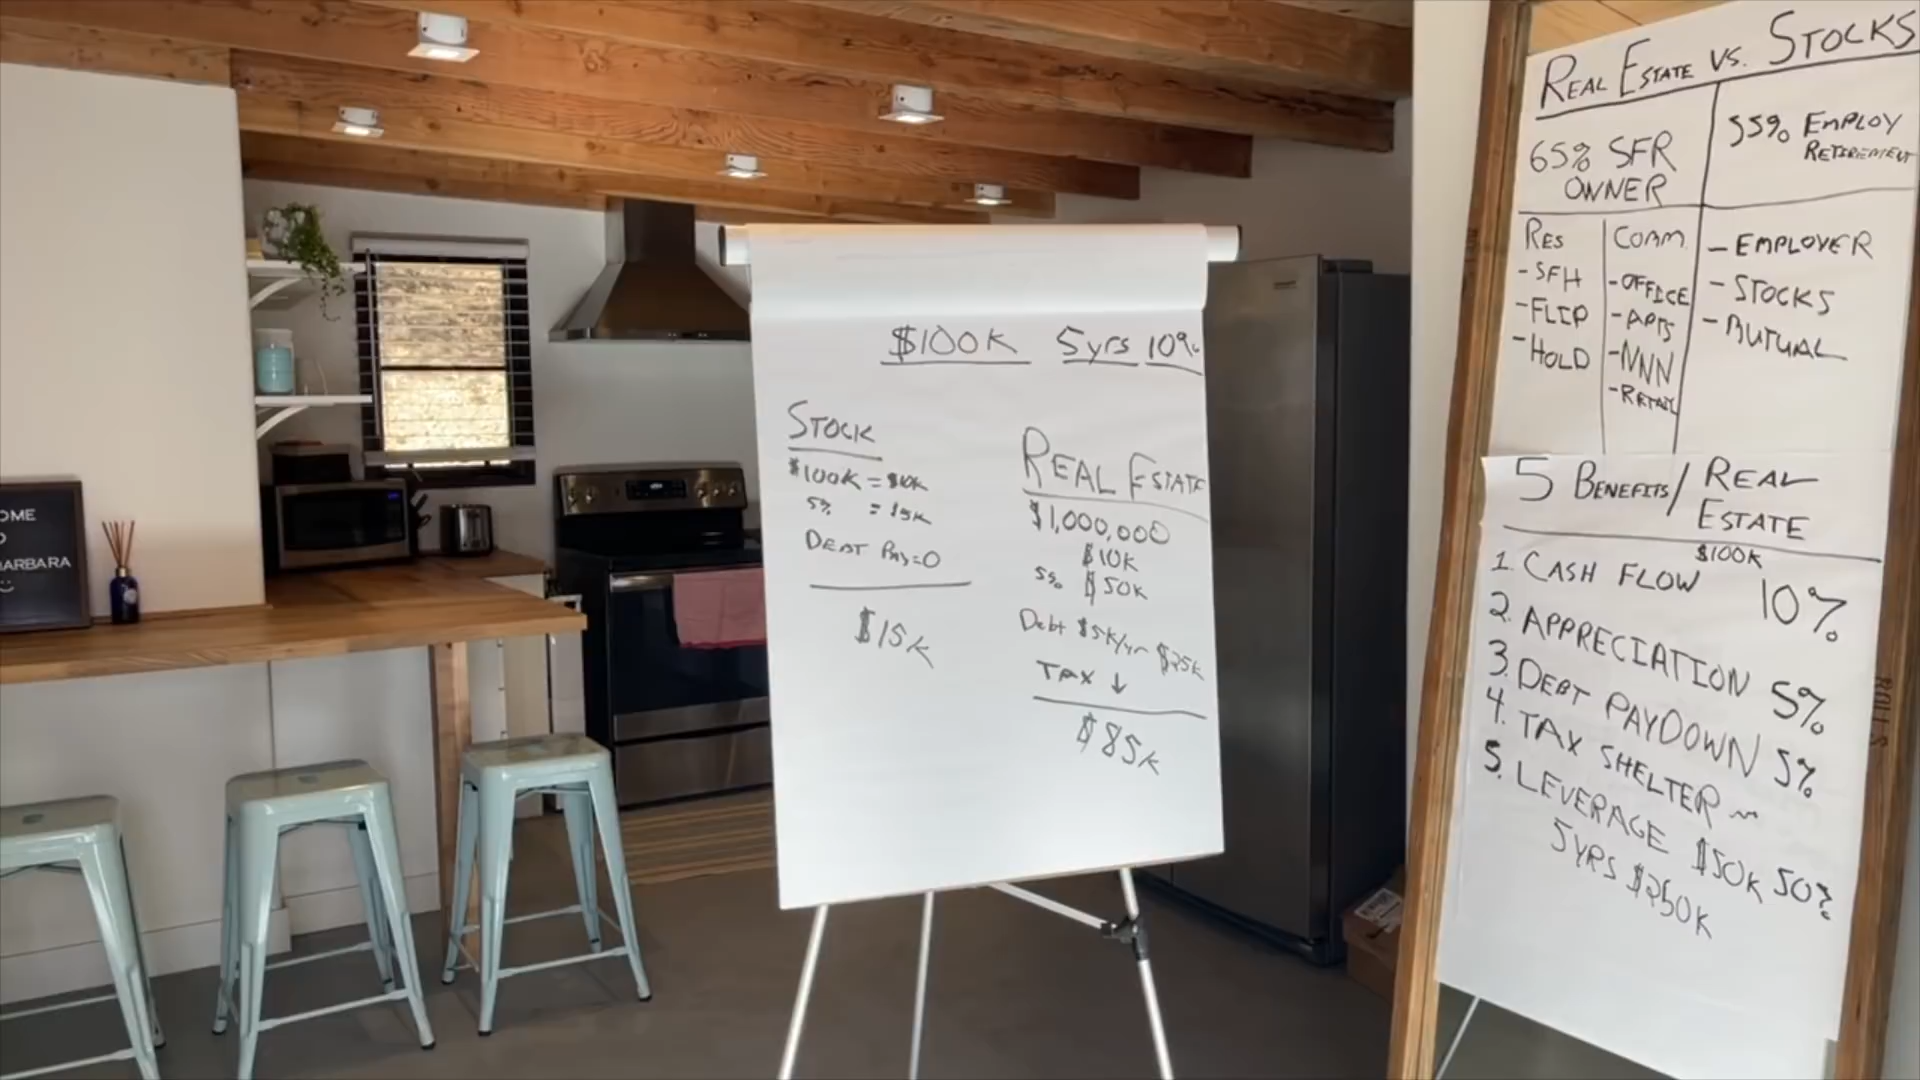 $100K 5yrs 10%
STOCK
$100K = $10K
5% = $5K
DEBT PAY=0
$15K
REAL ESTATE
$1,000,000
$10K
5% $50K
Debt $5K/yr $25K
TAX ↓
$85K
REAL ESTATE VS. STOCKS
65% SFR
OWNER
55% EMPLOY
RETIREMENT
RES
-SFH
-FLIP
-HOLD
COMM.
-OFFICE
-APTS
-NNN
-RETAIL
- EMPLOYER
- STOCKS
- MUTUAL
5 BENEFITS/REAL
ESTATE
$100K
1. CASH FLOW 10%
2. APPRECIATION 5%
3. DEBT PAYDOWN 5%
4. TAX SHELTER ~
5. LEVERAGE $50K 50%
5YRS $250K
OME
ARBARA